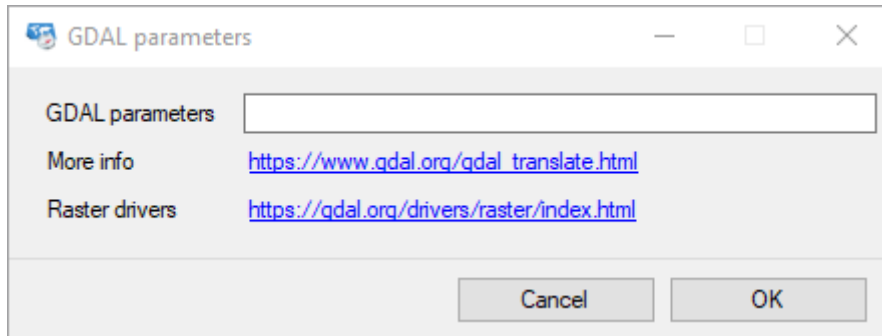 GDAL parameters
GDAL parameters
More info https://www.gdal.org/gdal_translate.html
Raster drivers https://gdal.org/drivers/raster/index.html
Cancel OK